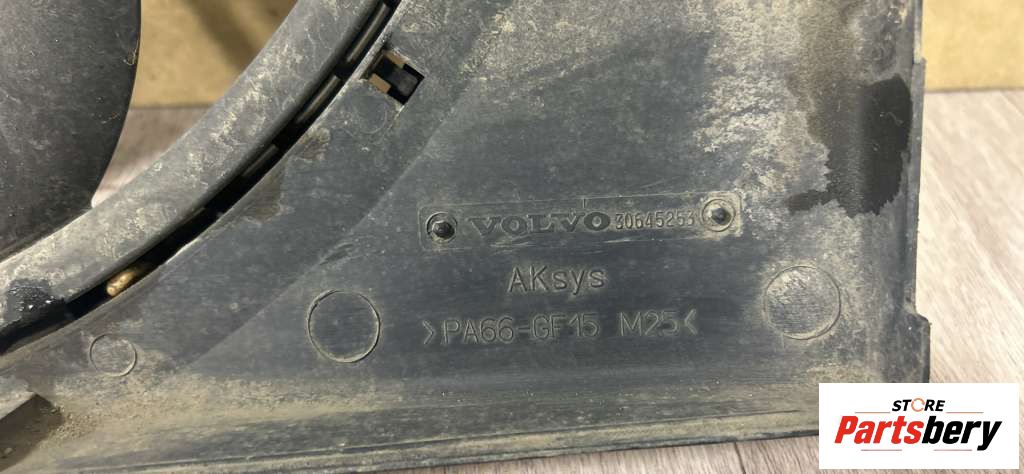 VOLVO 30645253
AKsys
>PA66-GF15 M25<
STORE
Partsbery